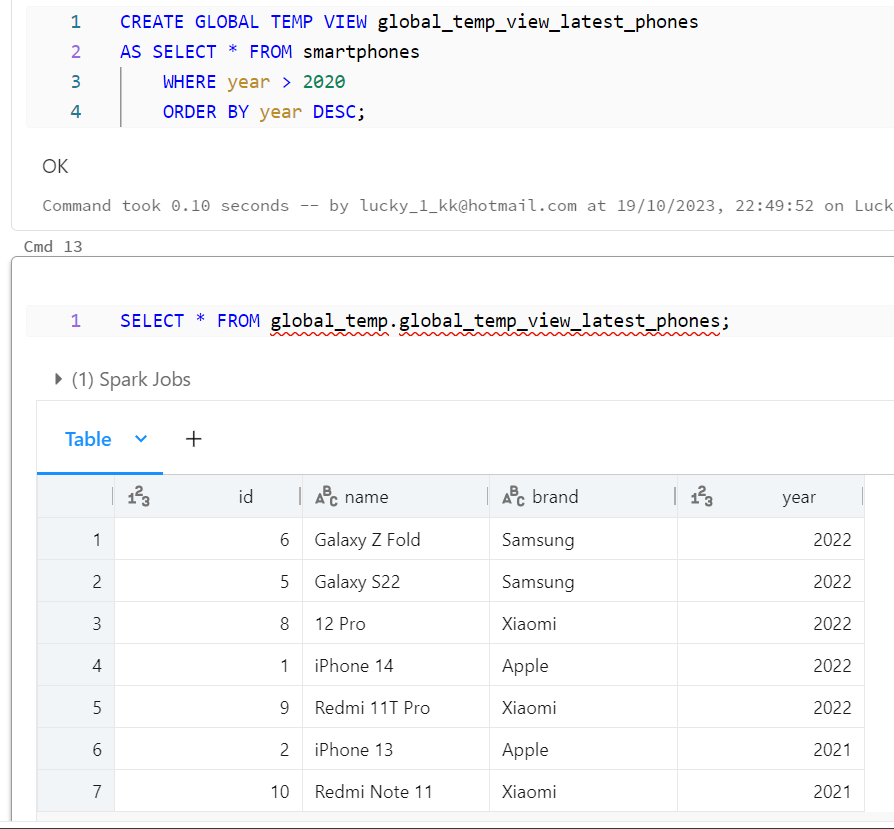 1 CREATE GLOBAL TEMP VIEW global_temp_view_latest_phones
2 AS SELECT * FROM smartphones
3 WHERE year > 2020
4 ORDER BY year DESC;
OK
Command took 0.10 seconds -- by lucky_1_kk@hotmail.com at 19/10/2023, 22:49:52 on Luck
Cmd 13
1 SELECT * FROM global_temp.global_temp_view_latest_phones;
(1) Spark Jobs
Table +
123 id ABC name ABC brand 123 year
1 6 Galaxy Z Fold Samsung 2022
2 5 Galaxy S22 Samsung 2022
3 8 12 Pro Xiaomi 2022
4 1 iPhone 14 Apple 2022
5 9 Redmi 11T Pro Xiaomi 2022
6 2 iPhone 13 Apple 2021
7 10 Redmi Note 11 Xiaomi 2021